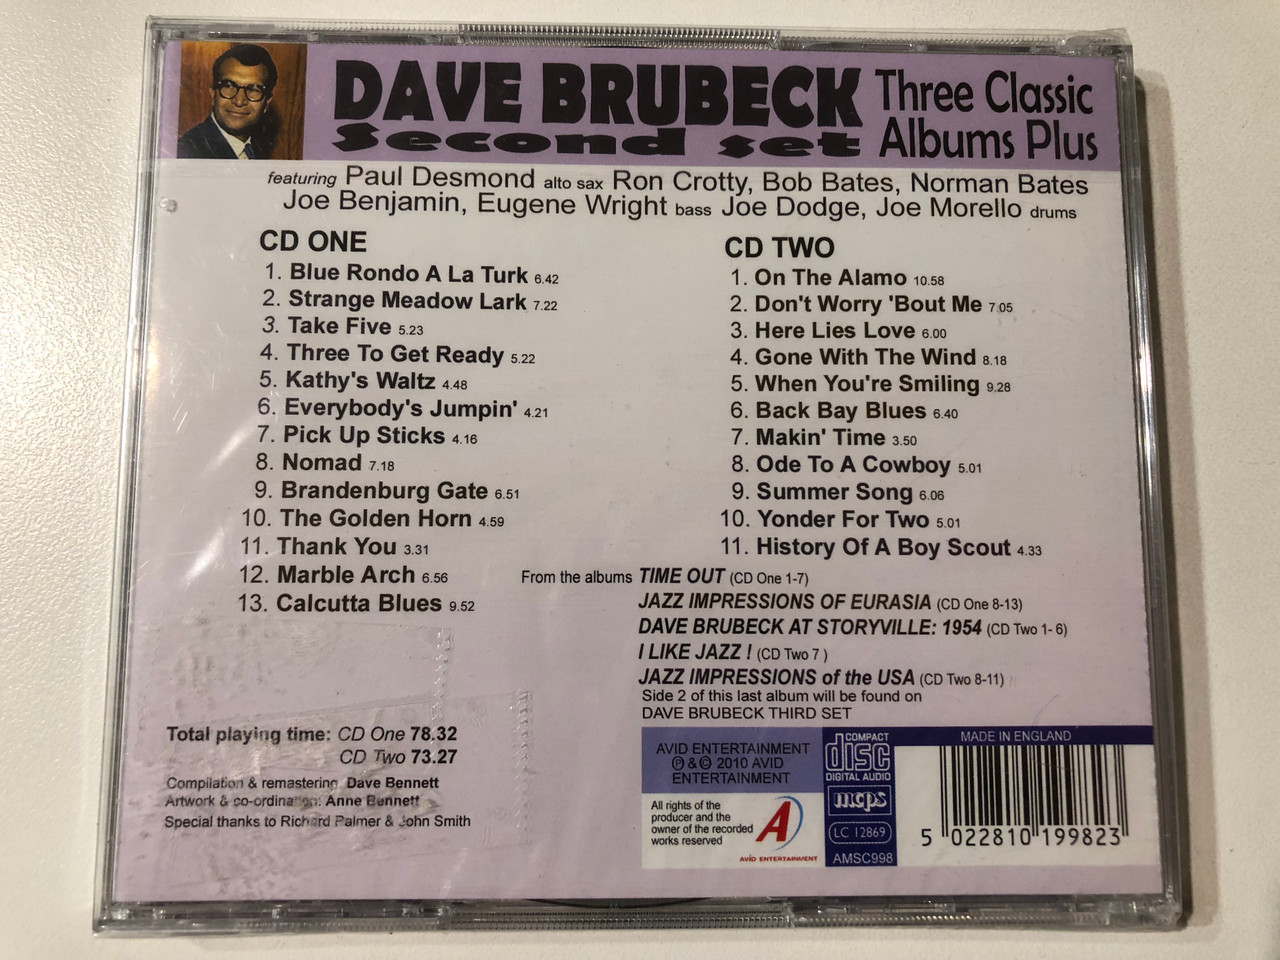 DAVE BRUBECK
Second set
Three Classic
Albums Plus
featuring Paul Desmond alto sax Ron Crotty, Bob Bates, Norman Bates
Joe Benjamin, Eugene Wright bass Joe Dodge, Joe Morello drums
CD ONE
1. Blue Rondo A La Turk 6.42
2. Strange Meadow Lark 7.22
3. Take Five 5.23
4. Three To Get Ready 5.22
5. Kathy's Waltz 4.48
6. Everybody's Jumpin' 4.21
7. Pick Up Sticks 4.16
8. Nomad 7.18
9. Brandenburg Gate 6.51
10. The Golden Horn 4.59
11. Thank You 3.31
12. Marble Arch 6.56
13. Calcutta Blues 9.52
CD TWO
1. On The Alamo 10.58
2. Don't Worry 'Bout Me 7.05
3. Here Lies Love 6.00
4. Gone With The Wind 8.18
5. When You're Smiling 9.28
6. Back Bay Blues 6.40
7. Makin' Time 3.50
8. Ode To A Cowboy 5.01
9. Summer Song 6.06
10. Yonder For Two 5.01
11. History Of A Boy Scout 4.33
From the albums TIME OUT (CD One 1-7)
JAZZ IMPRESSIONS OF EURASIA (CD One 8-13)
DAVE BRUBECK AT STORYVILLE: 1954 (CD Two 1- 6)
I LIKE JAZZ ! (CD Two 7 )
JAZZ IMPRESSIONS of the USA (CD Two 8-11)
Side 2 of this last album will be found on
DAVE BRUBECK THIRD SET
Total playing time: CD One 78.32
CD Two 73.27
Compilation & remastering Dave Bennett
Artwork & co-ordination: Anne Bennett
Special thanks to Richard Palmer & John Smith
AVID ENTERTAINMENT
℗ & © 2010 AVID
ENTERTAINMENT
All rights of the
producer and the
owner of the recorded
works reserved
A
AVID ENTERTAINMENT
COMPACT
disc
DIGITAL AUDIO
mcps
LC 12869
AMSC998
MADE IN ENGLAND
5 022810 199823